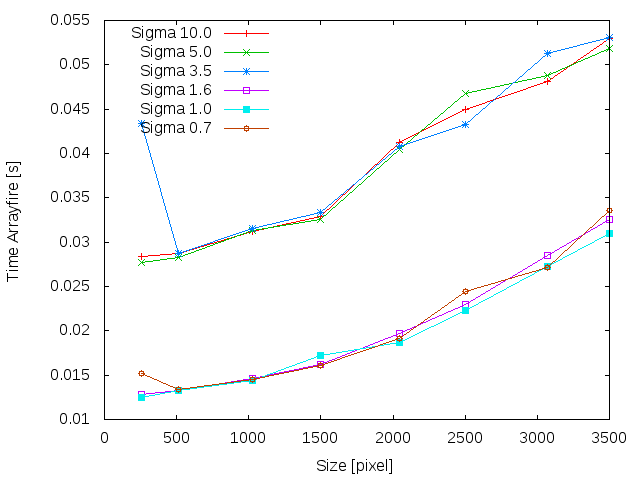 Sigma 10.0
Sigma 5.0
Sigma 3.5
Sigma 1.6
Sigma 1.0
Sigma 0.7
0.055
0.05
0.045
0.04
0.035
0.03
0.025
0.02
0.015
0.01
Time Arrayfire [s]
0 500 1000 1500 2000 2500 3000 3500
Size [pixel]